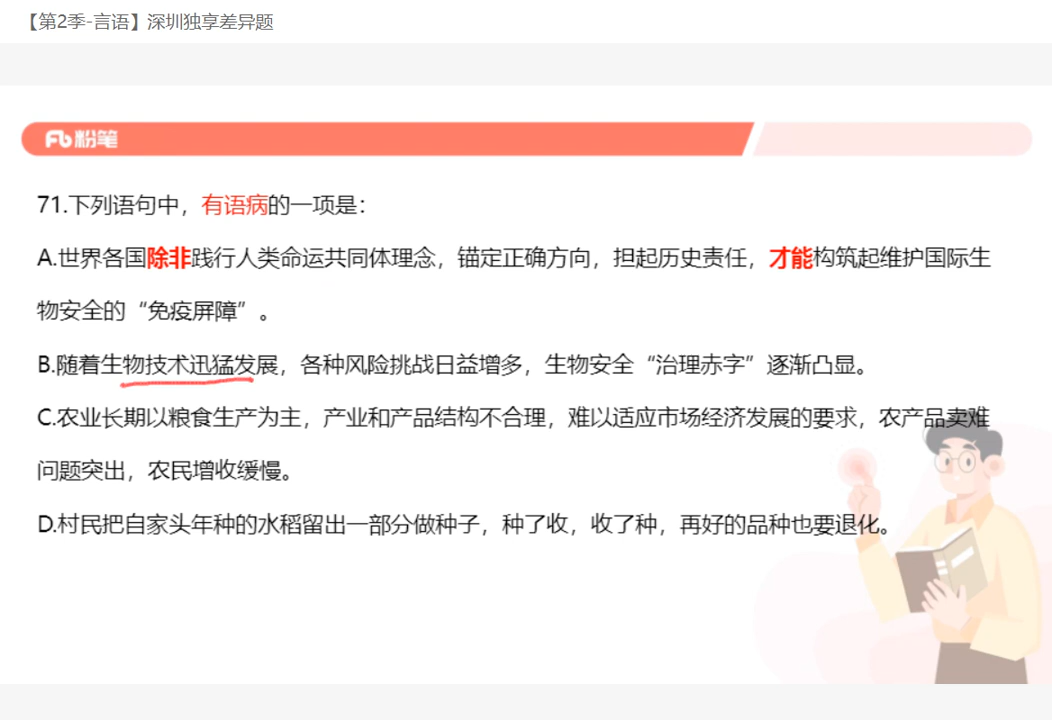 【第2季-言语】深圳独享差异题
粉笔
71.下列语句中，有语病的一项是：
A.世界各国除非践行人类命运共同体理念，锚定正确方向，担起历史责任，才能构筑起维护国际生
物安全的“免疫屏障”。
B.随着生物技术迅猛发展，各种风险挑战日益增多，生物安全“治理赤字”逐渐凸显。
C.农业长期以粮食生产为主，产业和产品结构不合理，难以适应市场经济发展的要求，农产品卖难
问题突出，农民增收缓慢。
D.村民把自家头年种的水稻留出一部分做种子，种了收，收了种，再好的品种也要退化。